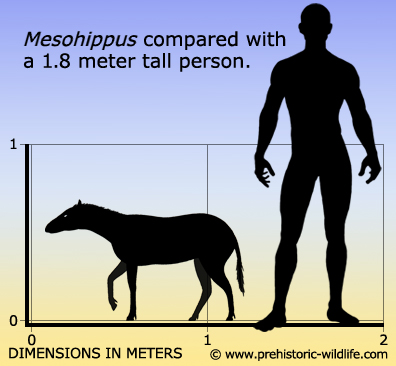 Mesohippus compared with
a 1.8 meter tall person.
1
0
0 1 2
DIMENSIONS IN METERS © www.prehistoric-wildlife.com